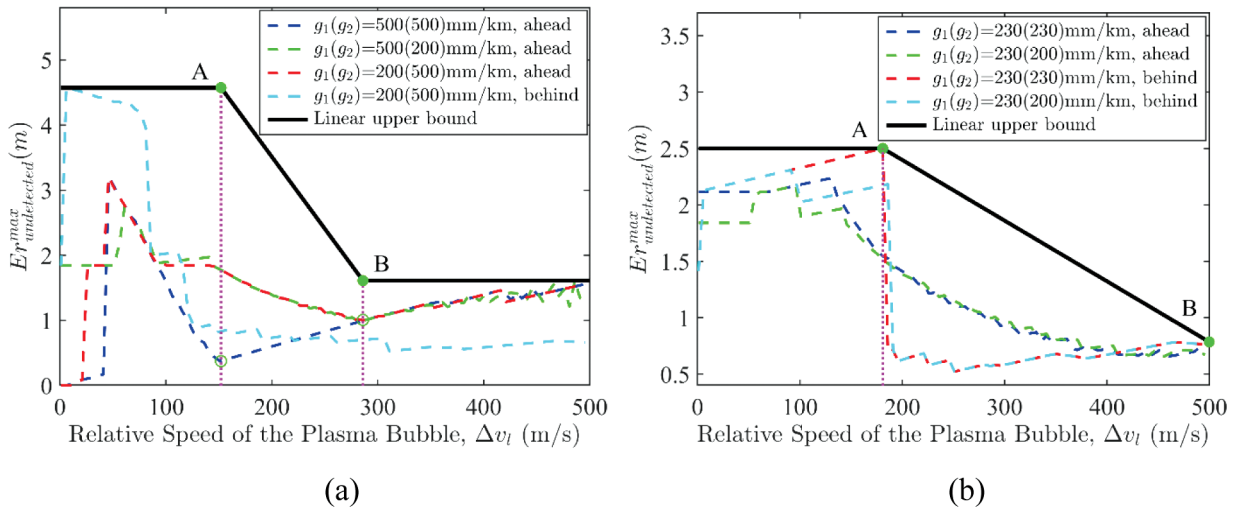 g₁(g₂)=500(500)mm/km, ahead
g₁(g₂)=500(200)mm/km, ahead
g₁(g₂)=200(500)mm/km, ahead
g₁(g₂)=200(500)mm/km, behind
Linear upper bound
A
B
5
4
3
2
1
0
0 100 200 300 400 500
Er^{max}_{undetected}(m)
Relative Speed of the Plasma Bubble, Δv_l (m/s)
(a)
g₁(g₂)=230(230)mm/km, ahead
g₁(g₂)=230(200)mm/km, ahead
g₁(g₂)=230(230)mm/km, behind
g₁(g₂)=230(200)mm/km, behind
Linear upper bound
A
B
3.5
3
2.5
2
1.5
1
0.5
0 100 200 300 400 500
Er^{max}_{undetected}(m)
Relative Speed of the Plasma Bubble, Δv_l (m/s)
(b)